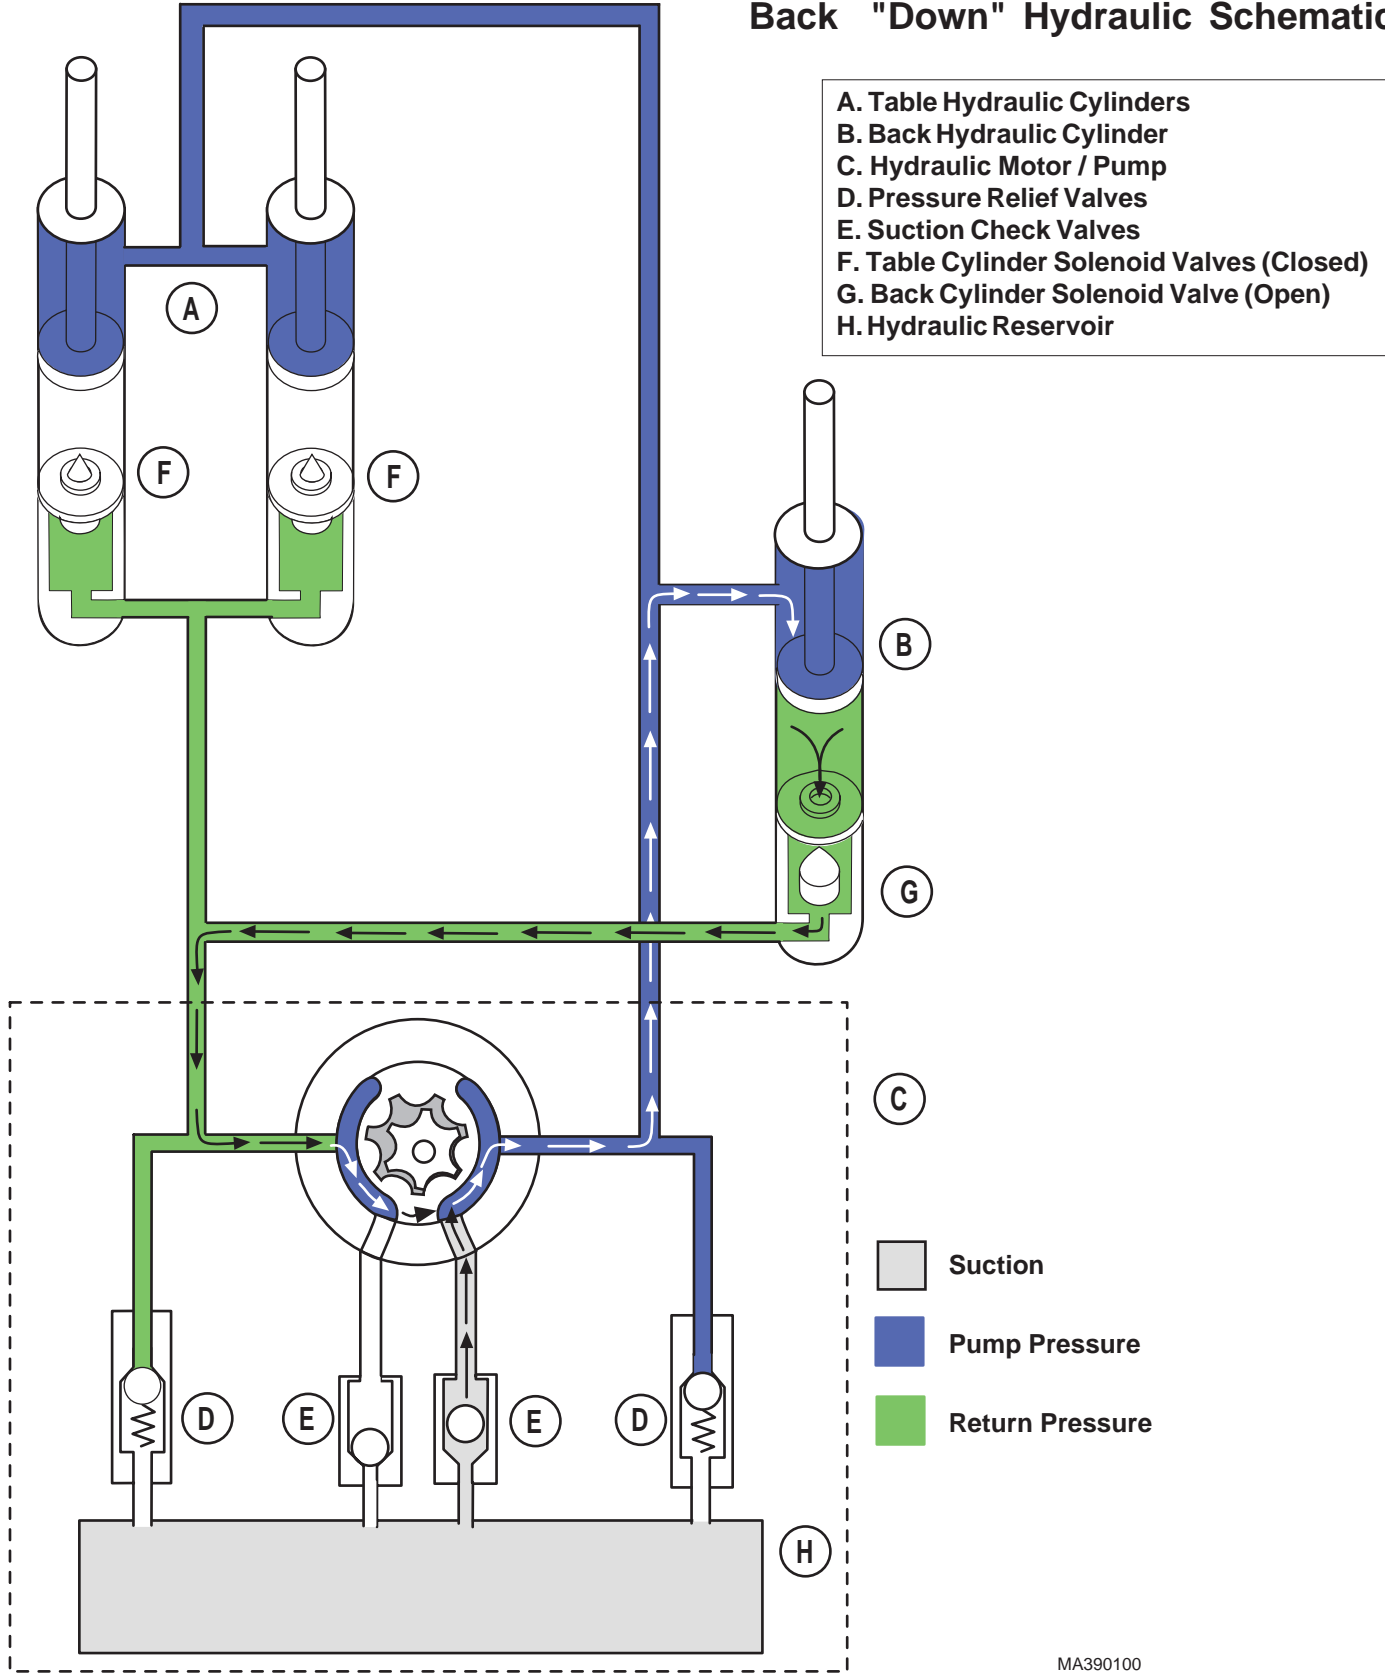 Back "Down" Hydraulic Schematic
A. Table Hydraulic Cylinders
B. Back Hydraulic Cylinder
C. Hydraulic Motor / Pump
D. Pressure Relief Valves
E. Suction Check Valves
F. Table Cylinder Solenoid Valves (Closed)
G. Back Cylinder Solenoid Valve (Open)
H. Hydraulic Reservoir
A
F
F
B
G
C
Suction
Pump Pressure
D
E
E
D
Return Pressure
H
MA390100